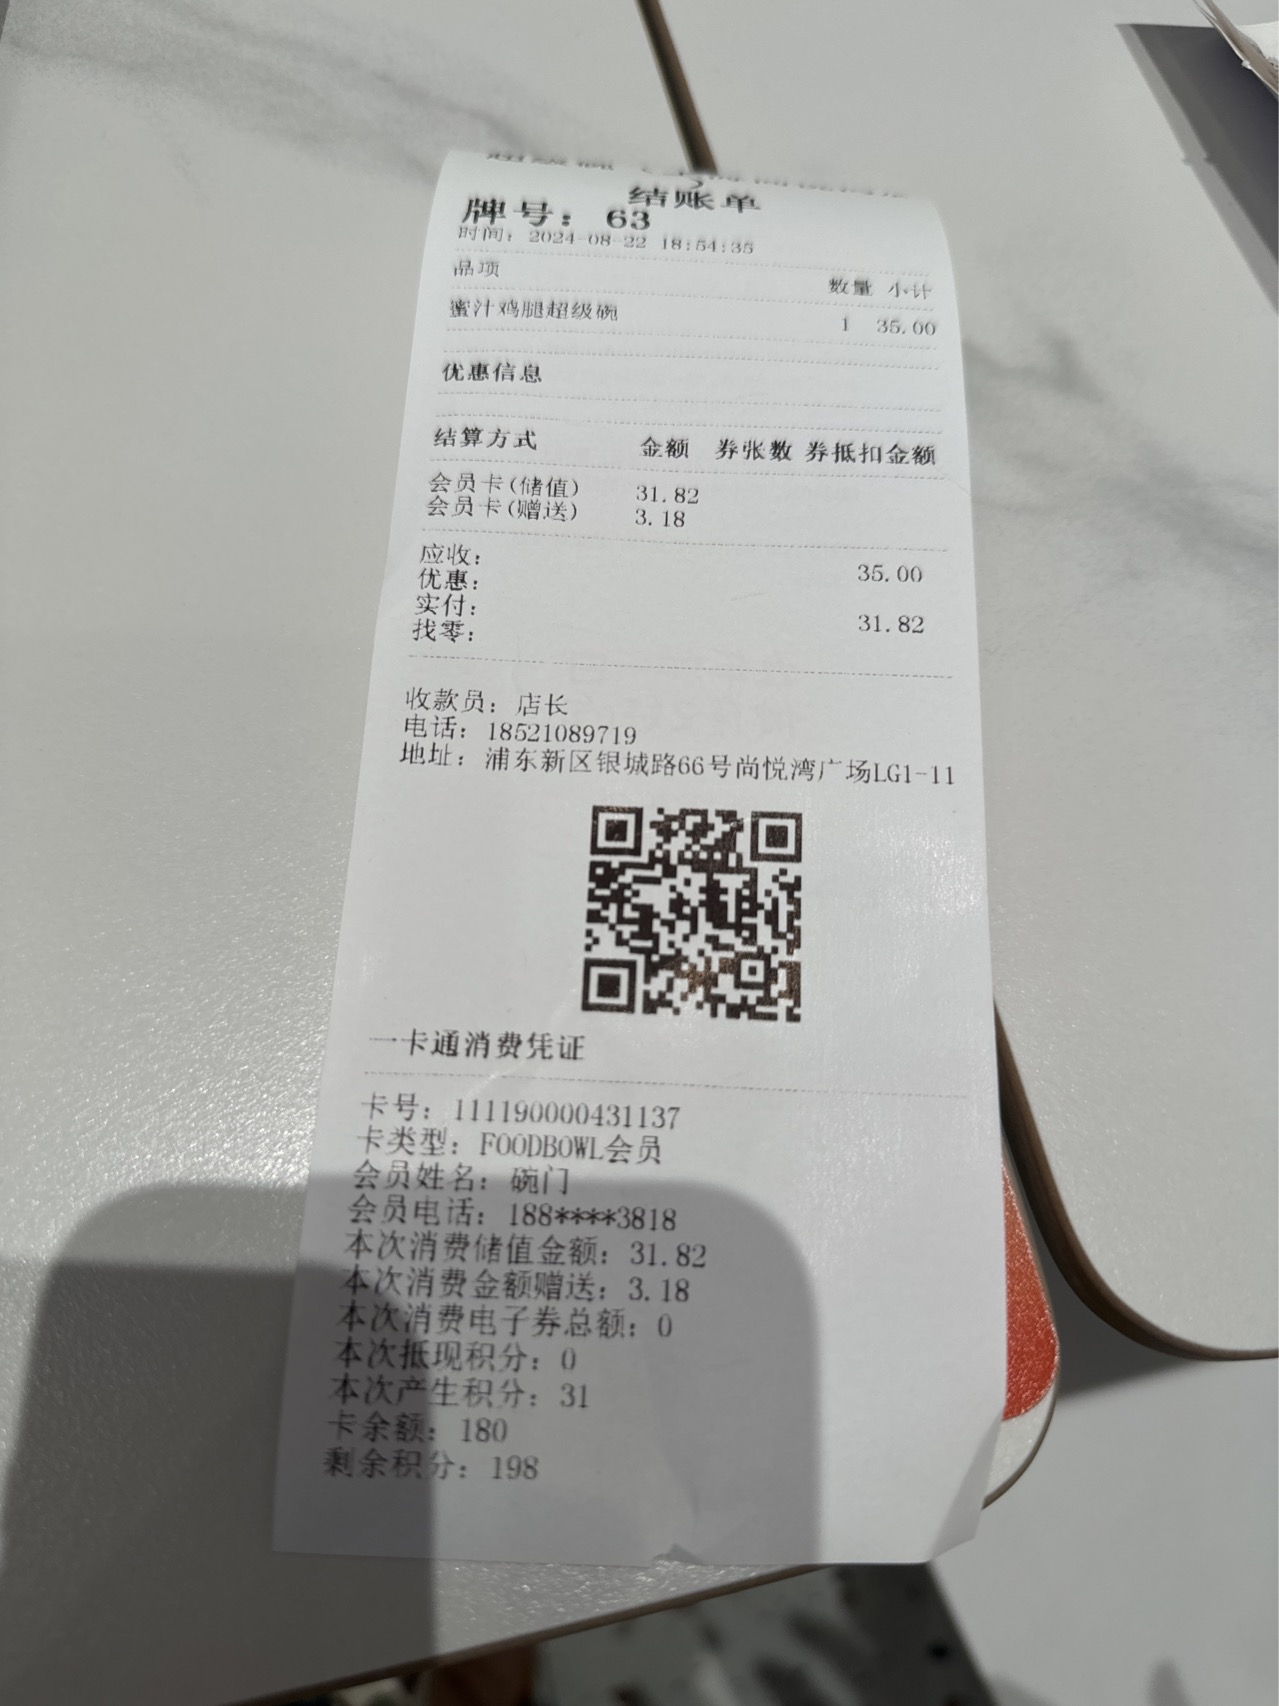 结账单
牌号：63
时间：2024-08-22 18:54:35
品项 数量 小计
蜜汁鸡腿超级碗 1 35.00
优惠信息
结算方式 金额 券张数 券抵扣金额
会员卡(储值) 31.82
会员卡(赠送) 3.18
应收： 35.00
优惠：
实付： 31.82
找零：
收款员：店长
电话：18521089719
地址：浦东新区银城路66号尚悦湾广场LG1-11
一卡通消费凭证
卡号：111190000431137
卡类型：FOODBOWL会员
会员姓名：碗门
会员电话：188****3818
本次消费储值金额：31.82
本次消费金额赠送：3.18
本次消费电子券总额：0
本次抵现积分：0
本次产生积分：31
卡余额：180
剩余积分：198